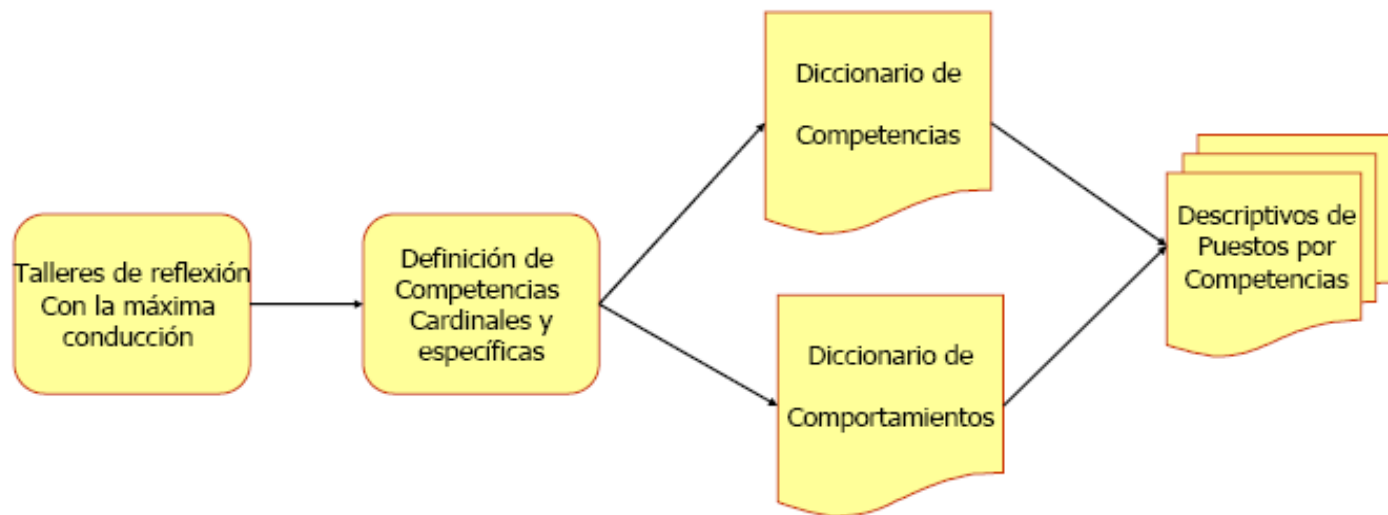 Talleres de reflexión
Con la máxima
conducción
Definición de
Competencias
Cardinales y
específicas
Diccionario de
Competencias
Diccionario de
Comportamientos
Descriptivos de
Puestos por
Competencias